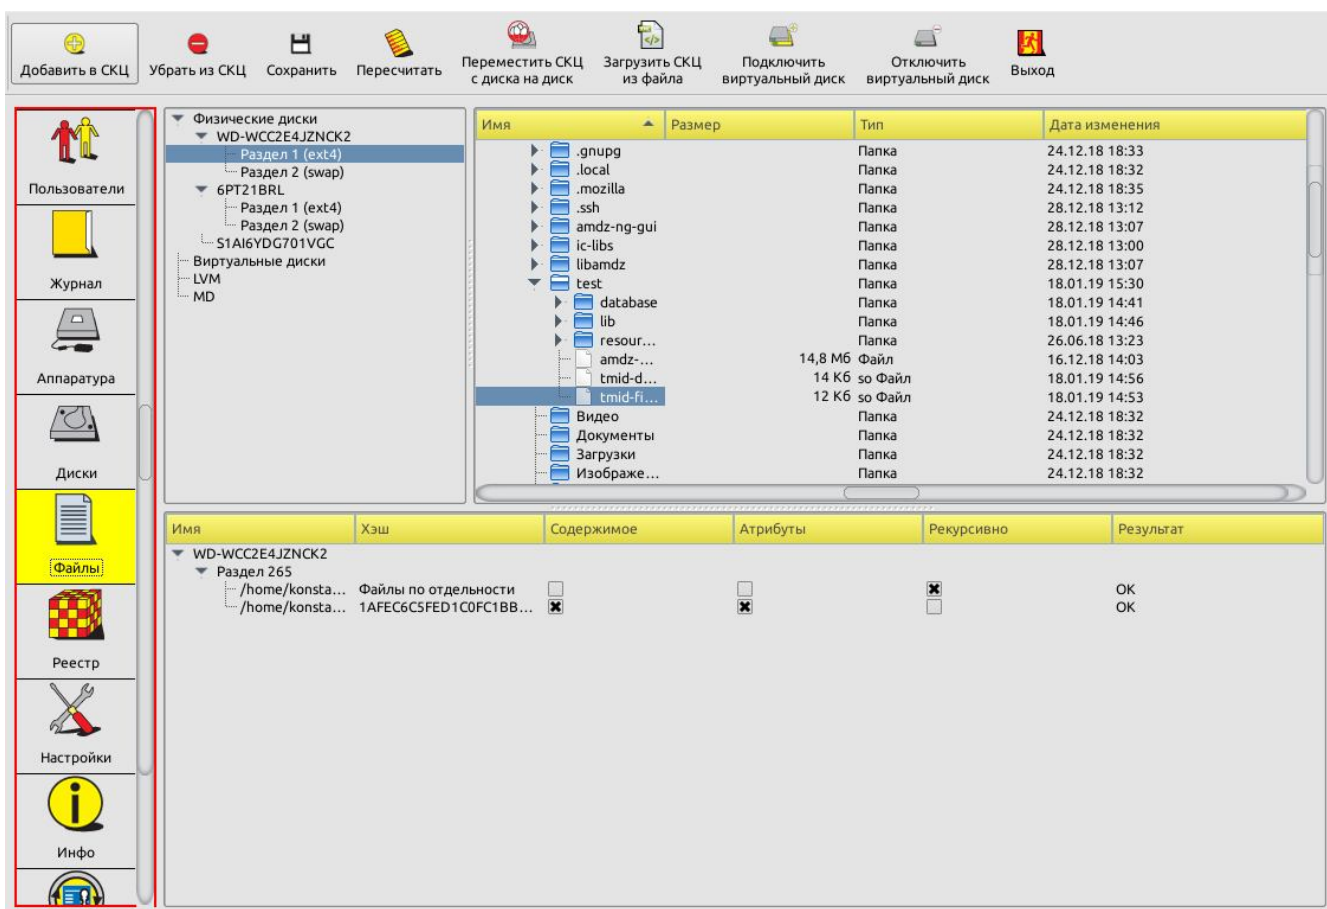 Добавить в СКЦ
Убрать из СКЦ
Сохранить
Пересчитать
Переместить СКЦ
с диска на диск
Загрузить СКЦ
из файла
Подключить
виртуальный диск
Отключить
виртуальный диск
Выход
Пользователи
Журнал
Аппаратура
Диски
Файлы
Реестр
Настройки
Инфо
Физические диски
WD-WCC2E4JZNCK2
Раздел 1 (ext4)
Раздел 2 (swap)
6PT21BRL
Раздел 1 (ext4)
Раздел 2 (swap)
S1AI6YDG701VGC
Виртуальные диски
LVM
MD
Имя Размер Тип Дата изменения
.gnupg Папка 24.12.18 18:33
.local Папка 24.12.18 18:32
.mozilla Папка 24.12.18 18:35
.ssh Папка 28.12.18 13:12
amdz-ng-gui Папка 28.12.18 13:07
ic-libs Папка 28.12.18 13:00
libamdz Папка 28.12.18 13:07
test Папка 18.01.19 15:30
database Папка 18.01.19 14:41
lib Папка 18.01.19 14:46
resour... Папка 26.06.18 13:23
amdz-... 14,8 Мб Файл 16.12.18 14:03
tmid-d... 14 Кб so Файл 18.01.19 14:56
tmid-fi... 12 Кб so Файл 18.01.19 14:53
Видео Папка 24.12.18 18:32
Документы Папка 24.12.18 18:32
Загрузки Папка 24.12.18 18:32
Изображе... Папка 24.12.18 18:32
Имя Хэш Содержимое Атрибуты Рекурсивно Результат
WD-WCC2E4JZNCK2
Раздел 265
/home/konsta... Файлы по отдельности OK
/home/konsta... 1AFEC6C5FED1C0FC1BB... OK